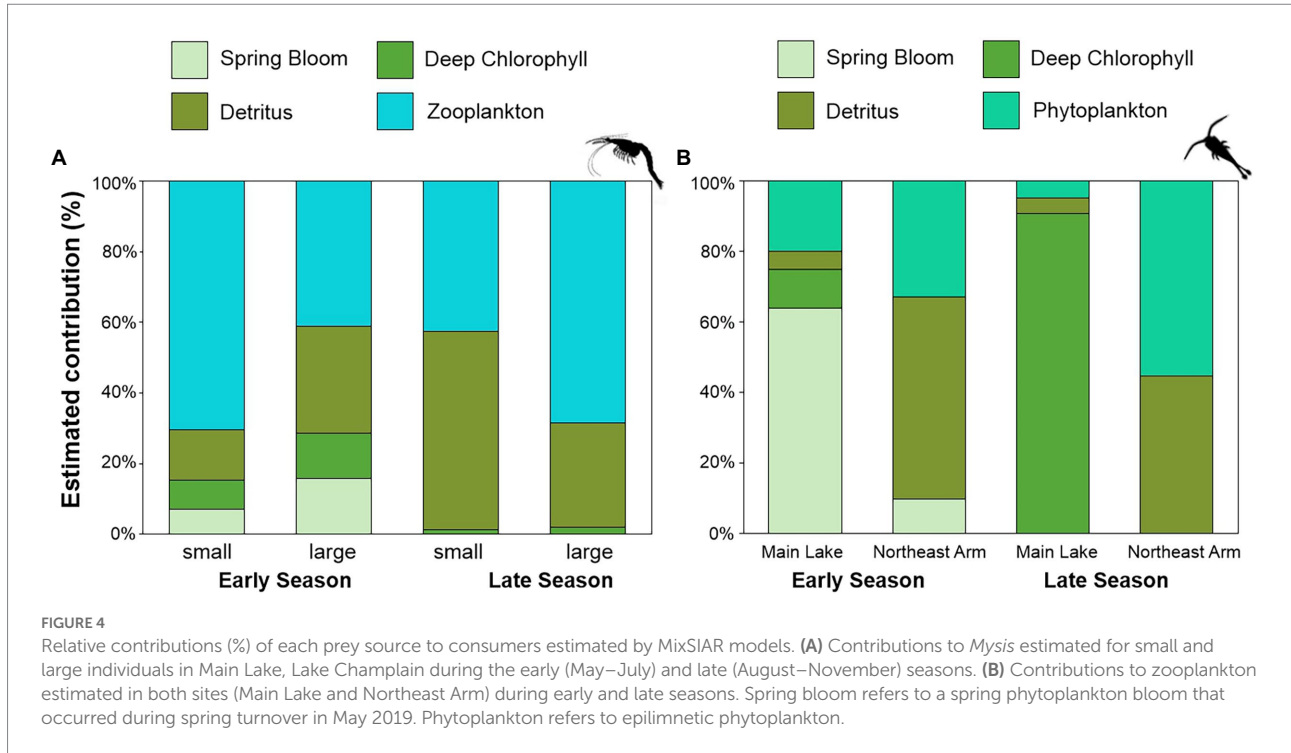 Spring Bloom
Deep Chlorophyll
Detritus
Zooplankton
A
Estimated contribution (%)
100%
80%
60%
40%
20%
0%
small
large
small
large
Early Season
Late Season
Spring Bloom
Deep Chlorophyll
Detritus
Phytoplankton
B
100%
80%
60%
40%
20%
0%
Main Lake
Northeast Arm
Main Lake
Northeast Arm
Early Season
Late Season
FIGURE 4
Relative contributions (%) of each prey source to consumers estimated by MixSIAR models. (A) Contributions to Mysis estimated for small and
large individuals in Main Lake, Lake Champlain during the early (May–July) and late (August–November) seasons. (B) Contributions to zooplankton
estimated in both sites (Main Lake and Northeast Arm) during early and late seasons. Spring bloom refers to a spring phytoplankton bloom that
occurred during spring turnover in May 2019. Phytoplankton refers to epilimnetic phytoplankton.